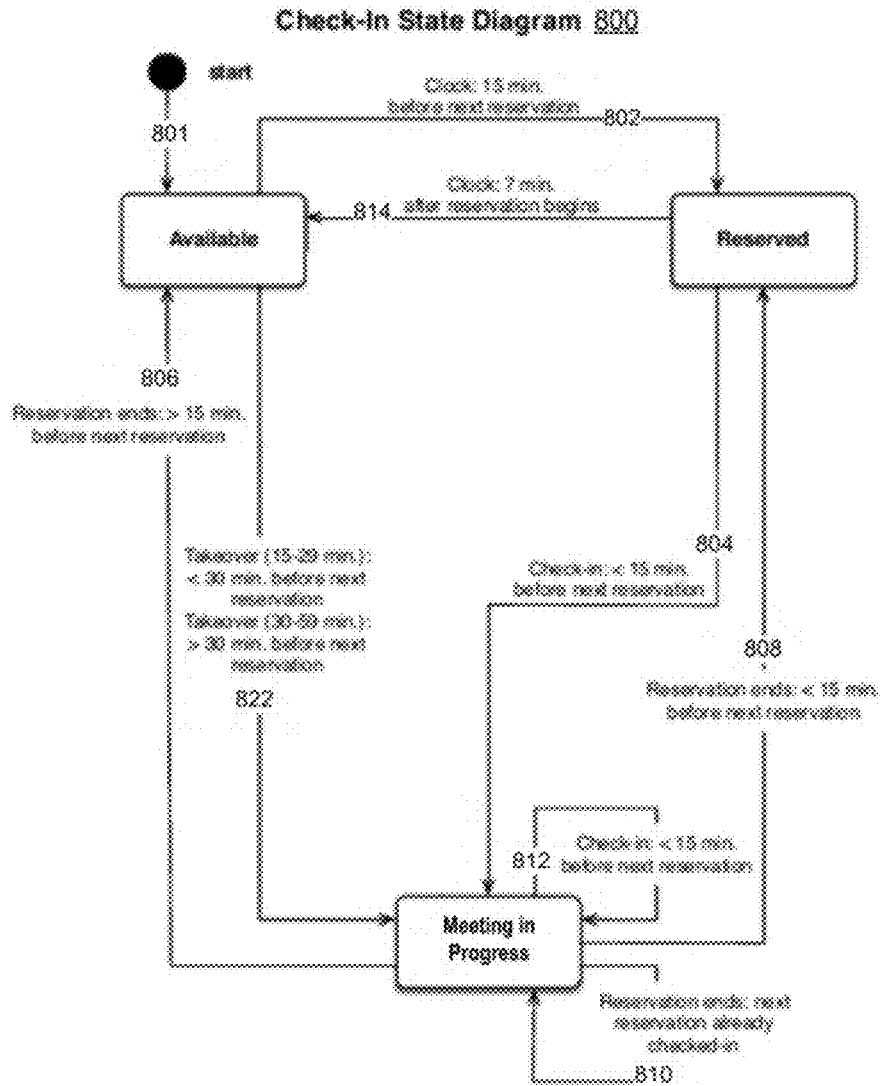 Check-In State Diagram 800
start
801
Clock: 15 min.
before next reservation
802
Clock: 7 min.
after reservation begins
814
Available
Reserved
806
Reservation ends: > 15 min.
before next reservation
Takeover (15-29 min.):
< 30 min. before next
reservation
Takeover (30-59 min.):
> 30 min. before next
reservation
822
804
Check-in: < 15 min.
before next reservation
808
Reservation ends: < 15 min.
before next reservation
812
Check-in: < 15 min.
before next reservation
Meeting in
Progress
Reservation ends: next
reservation already
checked-in
810